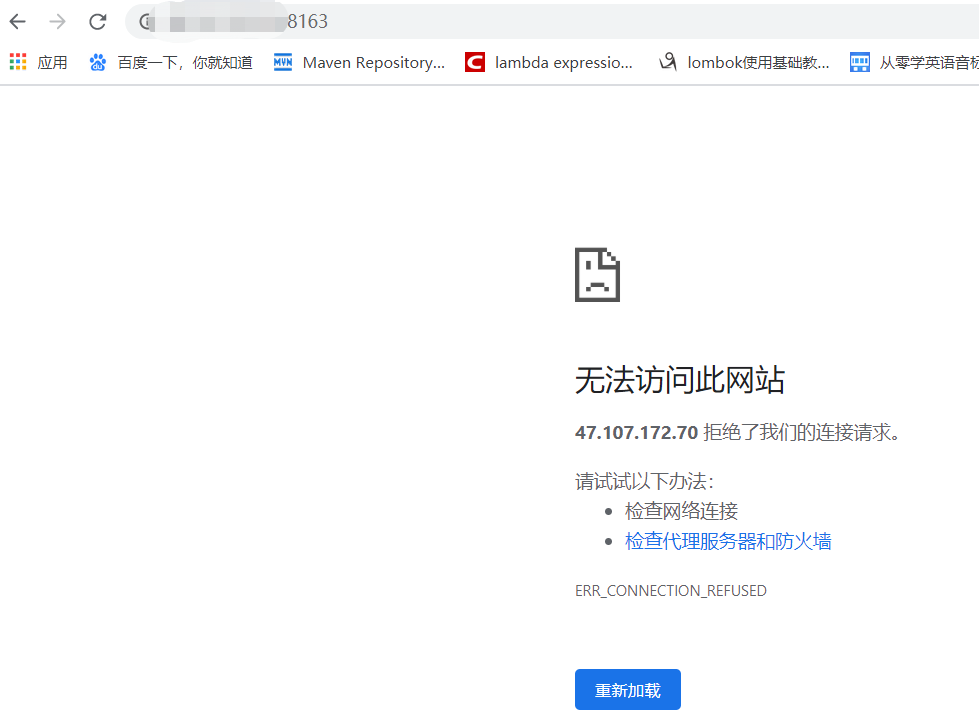 8163
应用 百度一下，你就知道 MVN Maven Repository... C lambda expressio... lombok使用基础教... 从零学英语音标
无法访问此网站
47.107.172.70 拒绝了我们的连接请求。
请试试以下办法：
检查网络连接
检查代理服务器和防火墙
ERR_CONNECTION_REFUSED
重新加载